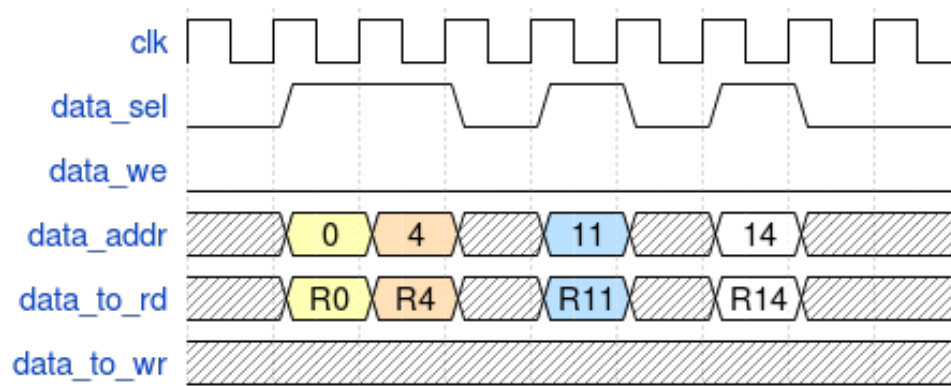 clk
data_sel
data_we
data_addr 0 4 11 14
data_to_rd R0 R4 R11 R14
data_to_wr